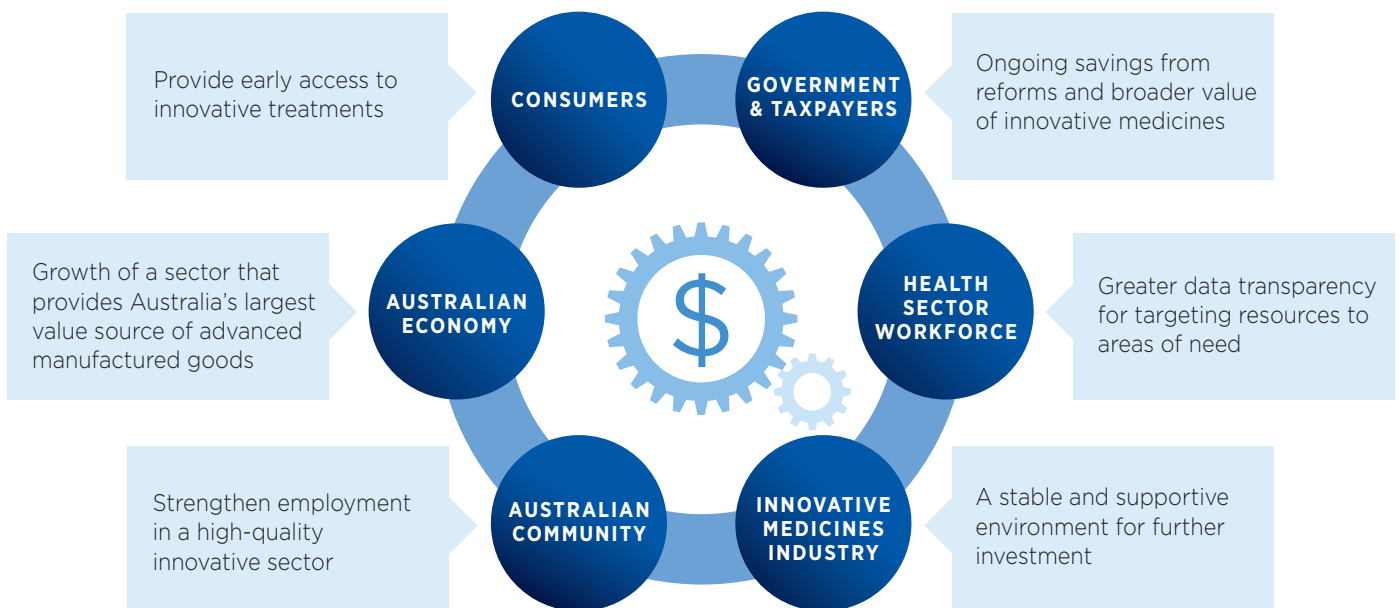 Provide early access to
innovative treatments
CONSUMERS
GOVERNMENT
& TAXPAYERS
Ongoing savings from
reforms and broader value
of innovative medicines
Growth of a sector that
provides Australia’s largest
value source of advanced
manufactured goods
AUSTRALIAN
ECONOMY
$
HEALTH
SECTOR
WORKFORCE
Greater data transparency
for targeting resources to
areas of need
Strengthen employment
in a high-quality
innovative sector
AUSTRALIAN
COMMUNITY
INNOVATIVE
MEDICINES
INDUSTRY
A stable and supportive
environment for further
investment